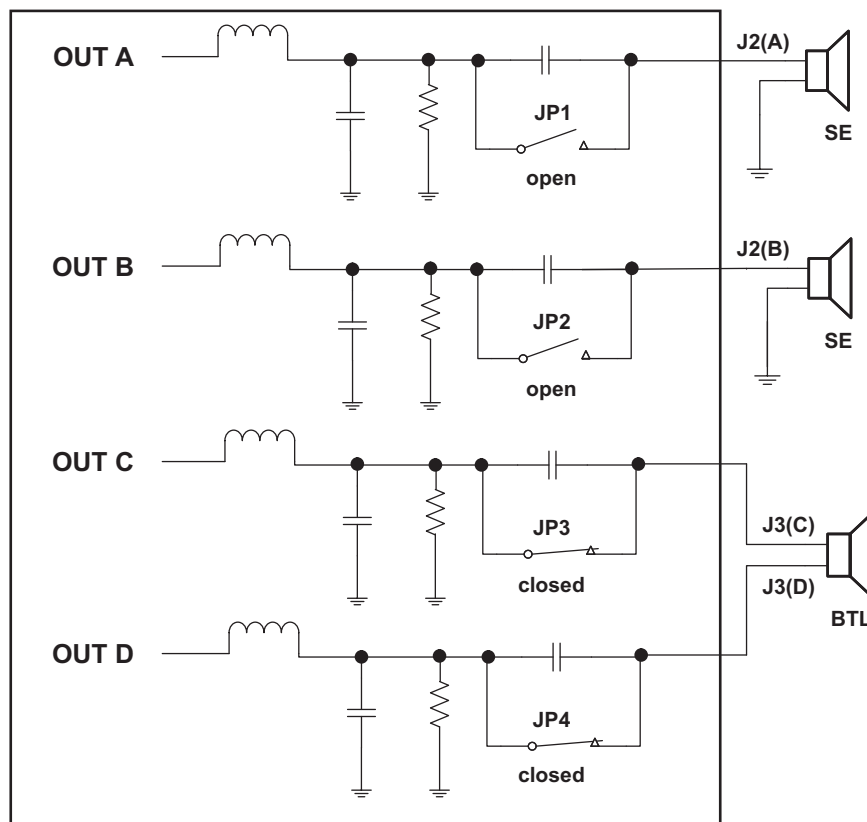 OUT A
JP1
open
J2(A)
SE
OUT B
JP2
open
J2(B)
SE
OUT C
JP3
closed
J3(C)
J3(D)
BTL
OUT D
JP4
closed